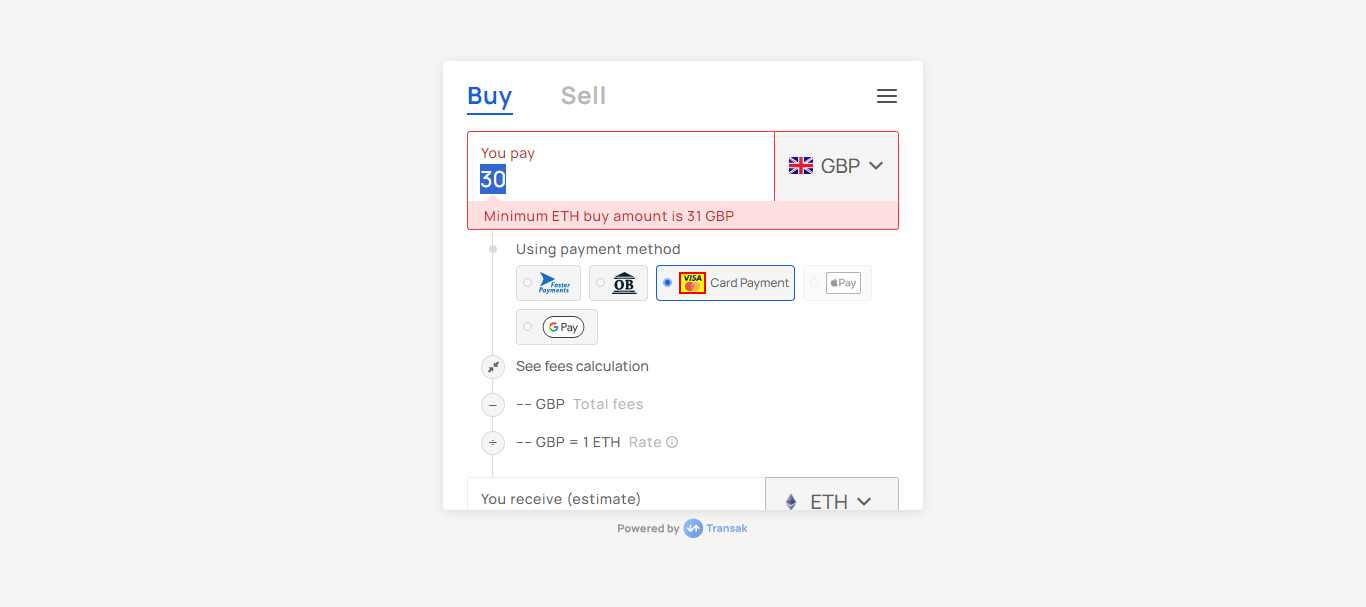 Buy Sell
You pay
30
GBP
Minimum ETH buy amount is 31 GBP
Using payment method
Faster Payments
OB
VISA Card Payment
Pay
G Pay
See fees calculation
−− GBP Total fees
−− GBP = 1 ETH Rate
You receive (estimate)
ETH
Powered by Transak